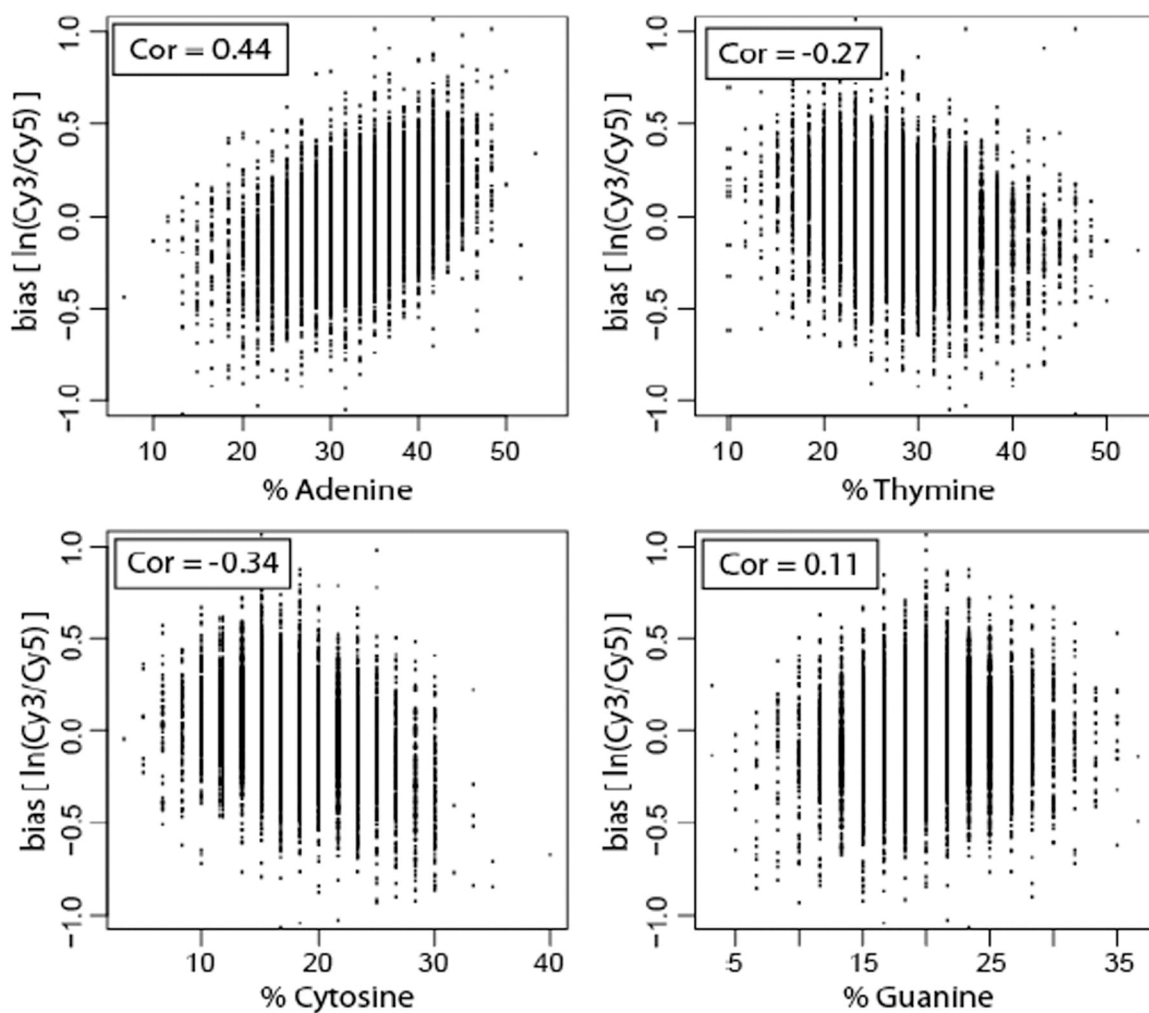 Cor = 0.44
bias [ ln(Cy3/Cy5) ]
1.0
0.5
0.0
−0.5
−1.0
10 20 30 40 50
% Adenine
Cor = -0.27
bias [ ln(Cy3/Cy5) ]
1.0
0.5
0.0
−0.5
−1.0
10 20 30 40 50
% Thymine
Cor = -0.34
bias [ ln(Cy3/Cy5) ]
1.0
0.5
0.0
−0.5
−1.0
10 20 30 40
% Cytosine
Cor = 0.11
bias [ ln(Cy3/Cy5) ]
1.0
0.5
0.0
−0.5
−1.0
5 15 25 35
% Guanine